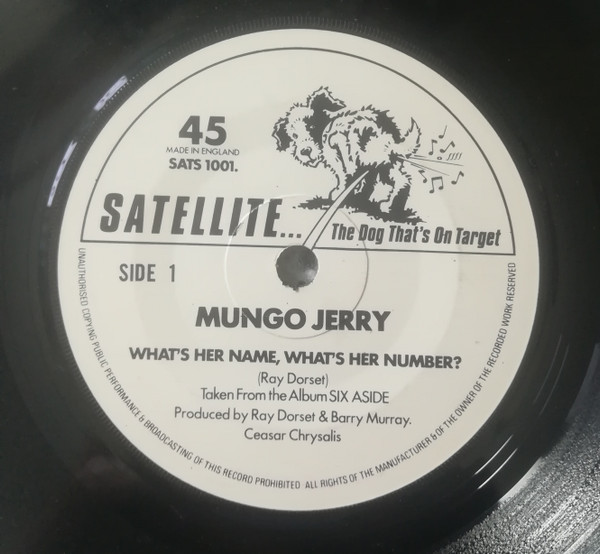 45
MADE IN ENGLAND
SATS 1001.
SATELLITE... The Dog That's On Target
SIDE 1
MUNGO JERRY
WHAT'S HER NAME, WHAT'S HER NUMBER?
(Ray Dorset)
Taken From the Album SIX ASIDE
Produced by Ray Dorset & Barry Murray.
Ceasar Chrysalis
UNAUTHORISED COPYING PUBLIC PERFORMANCE & BROADCASTING OF THIS RECORD PROHIBITED ALL RIGHTS OF THE MANUFACTURER & OF THE OWNER OF THE RECORDED WORK RESERVED